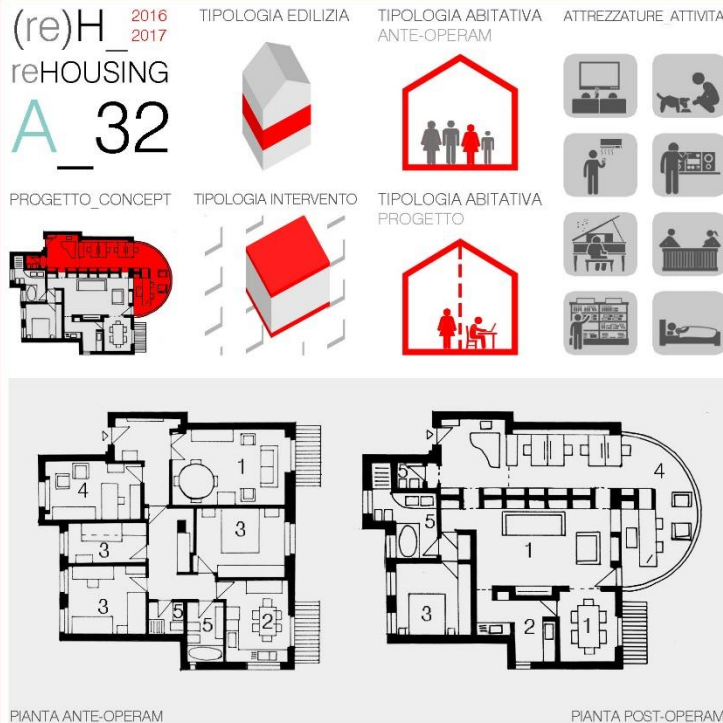 (re)H_ 2016
2017
reHOUSING
A_32
TIPOLOGIA EDILIZIA
TIPOLOGIA ABITATIVA
ANTE-OPERAM
ATTREZZATURE_ATTIVITA
PROGETTO_CONCEPT
TIPOLOGIA INTERVENTO
TIPOLOGIA ABITATIVA
PROGETTO
1
4
3
3
3
5
5
2
5
4
5
1
3
2
1
PIANTA ANTE-OPERAM
PIANTA POST-OPERAM